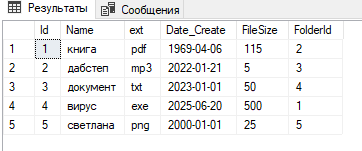 Результаты Сообщения
Id Name ext Date_Create FileSize FolderId
1 1 книга pdf 1969-04-06 115 2
2 2 дабстеп mp3 2022-01-21 5 3
3 3 документ txt 2023-01-01 50 4
4 4 вирус exe 2025-06-20 500 1
5 5 светлана png 2000-01-01 25 5